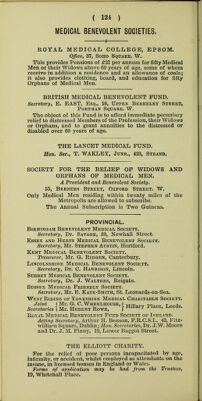 ( 124 )
MEDICAL BENEVOLENT SOCIETIES.
ROYAL MEDICAL COLLEGE, EPSOM.
Office, 37, SOHO SQUARE, W.
This provides Pensions of £21 per annum for fifty Medical
Men or their Widows above 60 years of age, some of whom
receive in addition a residence and an allowance of coals;
it also provides clothing, board, and education for fifty
Orphans of Medical Men.
BRITISH MEDICAL BENEVOLENT FUND.
Secretary, E. EAST, ESQ., 16, UPPER BERKELEY STREET,
PORTMAN SQUARE, W.
The object of this Fund is to afford immediate pecuniary
relief to distressed Members of the Profession, their Widows
or Orphans, and to grant annuities to the distressed or
disabled over 60 years of age.
THE LANCET MEDICAL FUND.
Hon. Sec., T. WAKLEY, JUNR., 423, STRAND.
SOCIETY FOR THE RELIEF OF WIDOWS AND
ORPHANS OF MEDICAL MEN.
A Provident and Benevolent Society.
53, BERNERS STREET, OXFORD STREET, W.
Only Medical Men residing within twenty miles of the
Metropolis are allowed to subscribe.
The Annual Subscription is Two Guineas.
PROVINCIAL.
BIRMINGHAM BENEVOLENT MEDICAL SOCIETY.
Secretary, Dr. SAVAGE, 33, Newhall Street
ESSEX AND HERTS MEDICAL BENEVOLENT SOCIETY.
Secretary, Mr. STEPHEN AUSTIN, Hertford.
KENT MEDICAL BENEVOLENT SOCIETY.
Treasurer, Mr. G. RIGDEN, Canterbury.
LINCOLNSHIRE MEDICAL BENEVOLENT SOCIETY.
Secretary, Dr. C. HARRISON, Lincoln.
SURREY MEDICAL BENEVOLENT SOCIETY.
Secretary, Dr. J. WALTERS, Reigate.
SUSSEX MEDICAL FRIENDLY SOCIETY.
Secretary, Mr. D. KAYE-SMITH, St. Leonards-on-Sea.
WEST RIDING OF YORKSHIRE MEDICAL CHARITABLE SOCIETY.
Joint { Mr. G. C. WHEELHOUSE, } Hillary Place, Leeds.
Secretaries { Mr. HERBERT ROWE, }
ROYAL MEDICAL BENEVOLENT FUND SOCIETY OF IRELAND.
Acting Secretary, Arthur H. BENSON, F.R.C.S.I., 42, Fitz-
william Square, Dublin; Hon. Secretaries, Dr. J.W. Moore
and Dr. J. M. Finny, 36, Lower Baggot Street.
THE ELLIOTT CHARITY.
For the relief of poor persons incapacitated by age,
infirmity, or accident, whilst employed as attendants on the
insane, in licensed houses in England or Wales.
Forms of application may be had from the Trustees,
19, Whitehall Place.